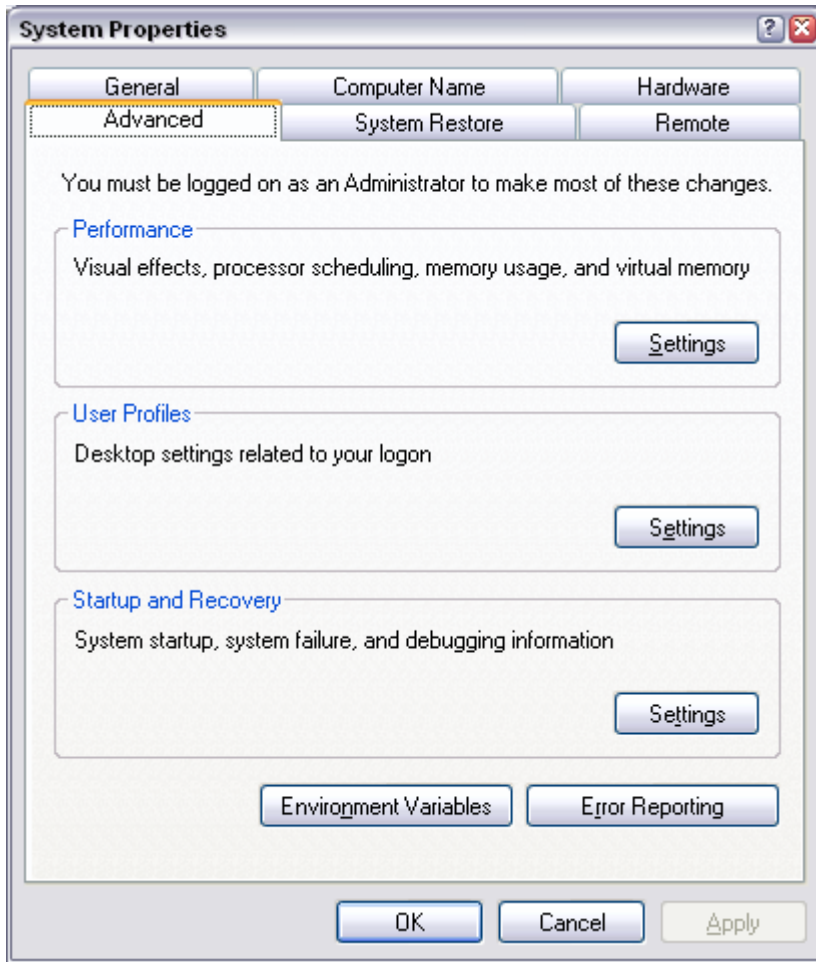 System Properties
General Computer Name Hardware
Advanced System Restore Remote
You must be logged on as an Administrator to make most of these changes.
Performance
Visual effects, processor scheduling, memory usage, and virtual memory
Settings
User Profiles
Desktop settings related to your logon
Settings
Startup and Recovery
System startup, system failure, and debugging information
Settings
Environment Variables Error Reporting
OK Cancel Apply